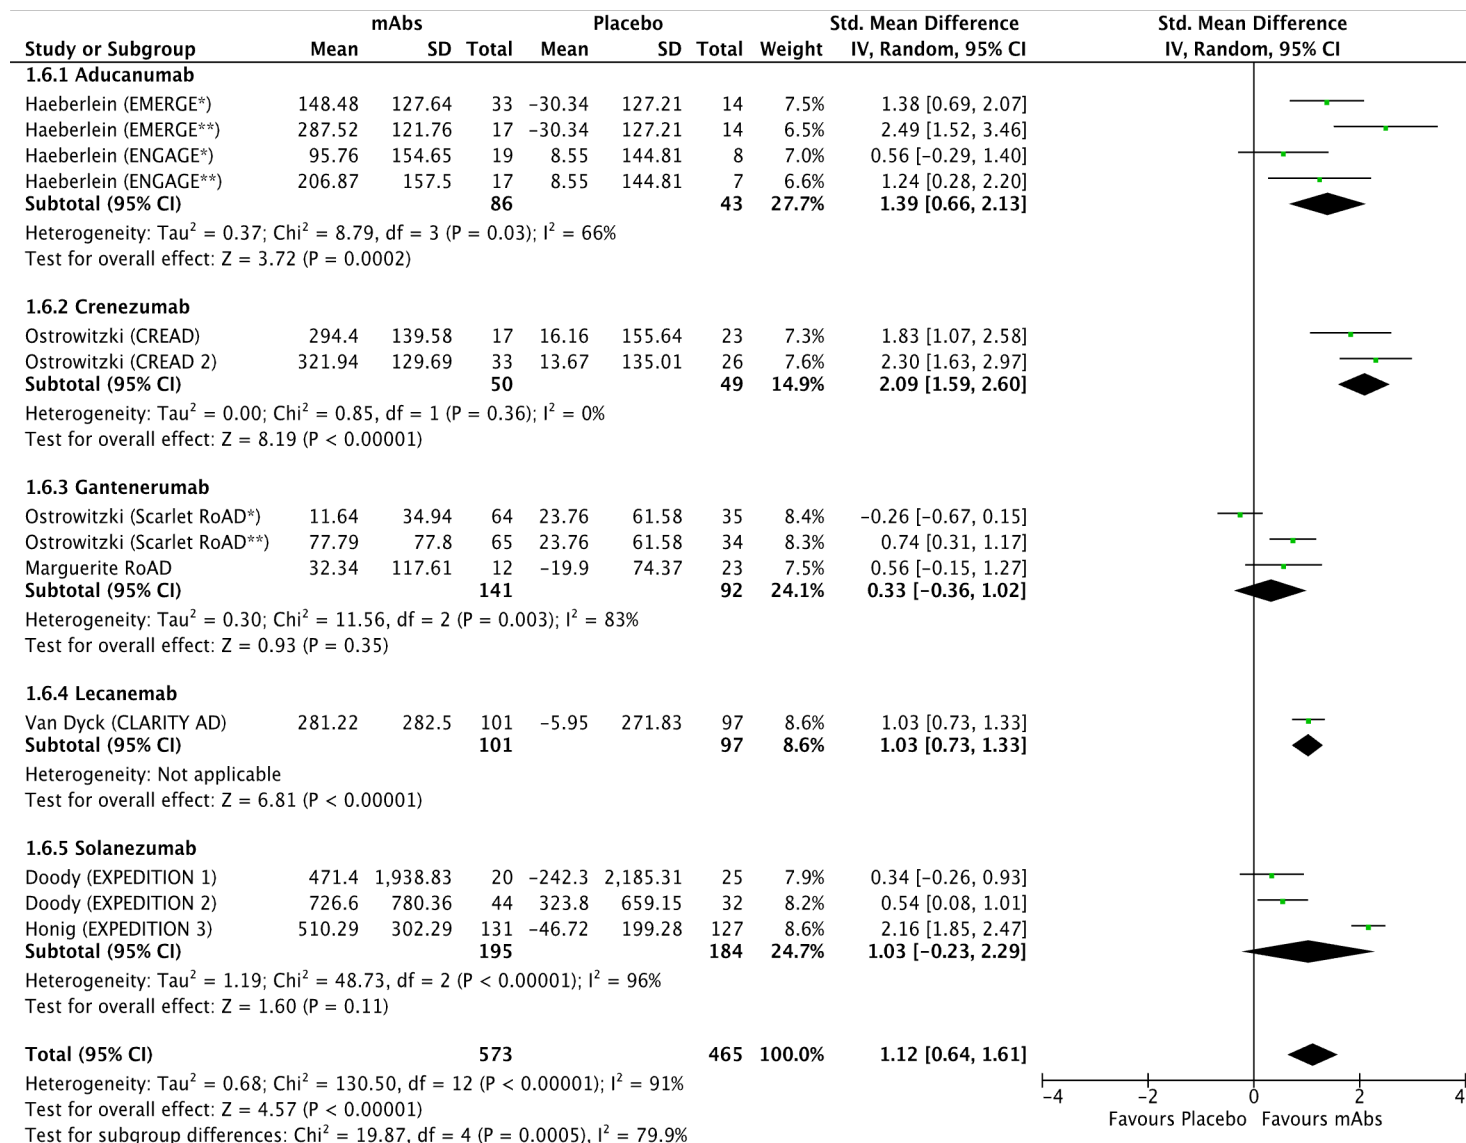 mAbs Placebo Std. Mean Difference Std. Mean Difference
Study or Subgroup Mean SD Total Mean SD Total Weight IV, Random, 95% CI IV, Random, 95% CI
1.6.1 Aducanumab
Haeberlein (EMERGE*) 148.48 127.64 33 −30.34 127.21 14 7.5% 1.38 [0.69, 2.07]
Haeberlein (EMERGE**) 287.52 121.76 17 −30.34 127.21 14 6.5% 2.49 [1.52, 3.46]
Haeberlein (ENGAGE*) 95.76 154.65 19 8.55 144.81 8 7.0% 0.56 [−0.29, 1.40]
Haeberlein (ENGAGE**) 206.87 157.5 17 8.55 144.81 7 6.6% 1.24 [0.28, 2.20]
Subtotal (95% CI) 86 43 27.7% 1.39 [0.66, 2.13]
Heterogeneity: Tau² = 0.37; Chi² = 8.79, df = 3 (P = 0.03); I² = 66%
Test for overall effect: Z = 3.72 (P = 0.0002)
1.6.2 Crenezumab
Ostrowitzki (CREAD) 294.4 139.58 17 16.16 155.64 23 7.3% 1.83 [1.07, 2.58]
Ostrowitzki (CREAD 2) 321.94 129.69 33 13.67 135.01 26 7.6% 2.30 [1.63, 2.97]
Subtotal (95% CI) 50 49 14.9% 2.09 [1.59, 2.60]
Heterogeneity: Tau² = 0.00; Chi² = 0.85, df = 1 (P = 0.36); I² = 0%
Test for overall effect: Z = 8.19 (P < 0.00001)
1.6.3 Gantenerumab
Ostrowitzki (Scarlet RoAD*) 11.64 34.94 64 23.76 61.58 35 8.4% −0.26 [−0.67, 0.15]
Ostrowitzki (Scarlet RoAD**) 77.79 77.8 65 23.76 61.58 34 8.3% 0.74 [0.31, 1.17]
Marguerite RoAD 32.34 117.61 12 −19.9 74.37 23 7.5% 0.56 [−0.15, 1.27]
Subtotal (95% CI) 141 92 24.1% 0.33 [−0.36, 1.02]
Heterogeneity: Tau² = 0.30; Chi² = 11.56, df = 2 (P = 0.003); I² = 83%
Test for overall effect: Z = 0.93 (P = 0.35)
1.6.4 Lecanemab
Van Dyck (CLARITY AD) 281.22 282.5 101 −5.95 271.83 97 8.6% 1.03 [0.73, 1.33]
Subtotal (95% CI) 101 97 8.6% 1.03 [0.73, 1.33]
Heterogeneity: Not applicable
Test for overall effect: Z = 6.81 (P < 0.00001)
1.6.5 Solanezumab
Doody (EXPEDITION 1) 471.4 1,938.83 20 −242.3 2,185.31 25 7.9% 0.34 [−0.26, 0.93]
Doody (EXPEDITION 2) 726.6 780.36 44 323.8 659.15 32 8.2% 0.54 [0.08, 1.01]
Honig (EXPEDITION 3) 510.29 302.29 131 −46.72 199.28 127 8.6% 2.16 [1.85, 2.47]
Subtotal (95% CI) 195 184 24.7% 1.03 [−0.23, 2.29]
Heterogeneity: Tau² = 1.19; Chi² = 48.73, df = 2 (P < 0.00001); I² = 96%
Test for overall effect: Z = 1.60 (P = 0.11)
Total (95% CI) 573 465 100.0% 1.12 [0.64, 1.61]
Heterogeneity: Tau² = 0.68; Chi² = 130.50, df = 12 (P < 0.00001); I² = 91%
Test for overall effect: Z = 4.57 (P < 0.00001)
Test for subgroup differences: Chi² = 19.87, df = 4 (P = 0.0005), I² = 79.9%
−4 −2 0 2 4
Favours Placebo Favours mAbs